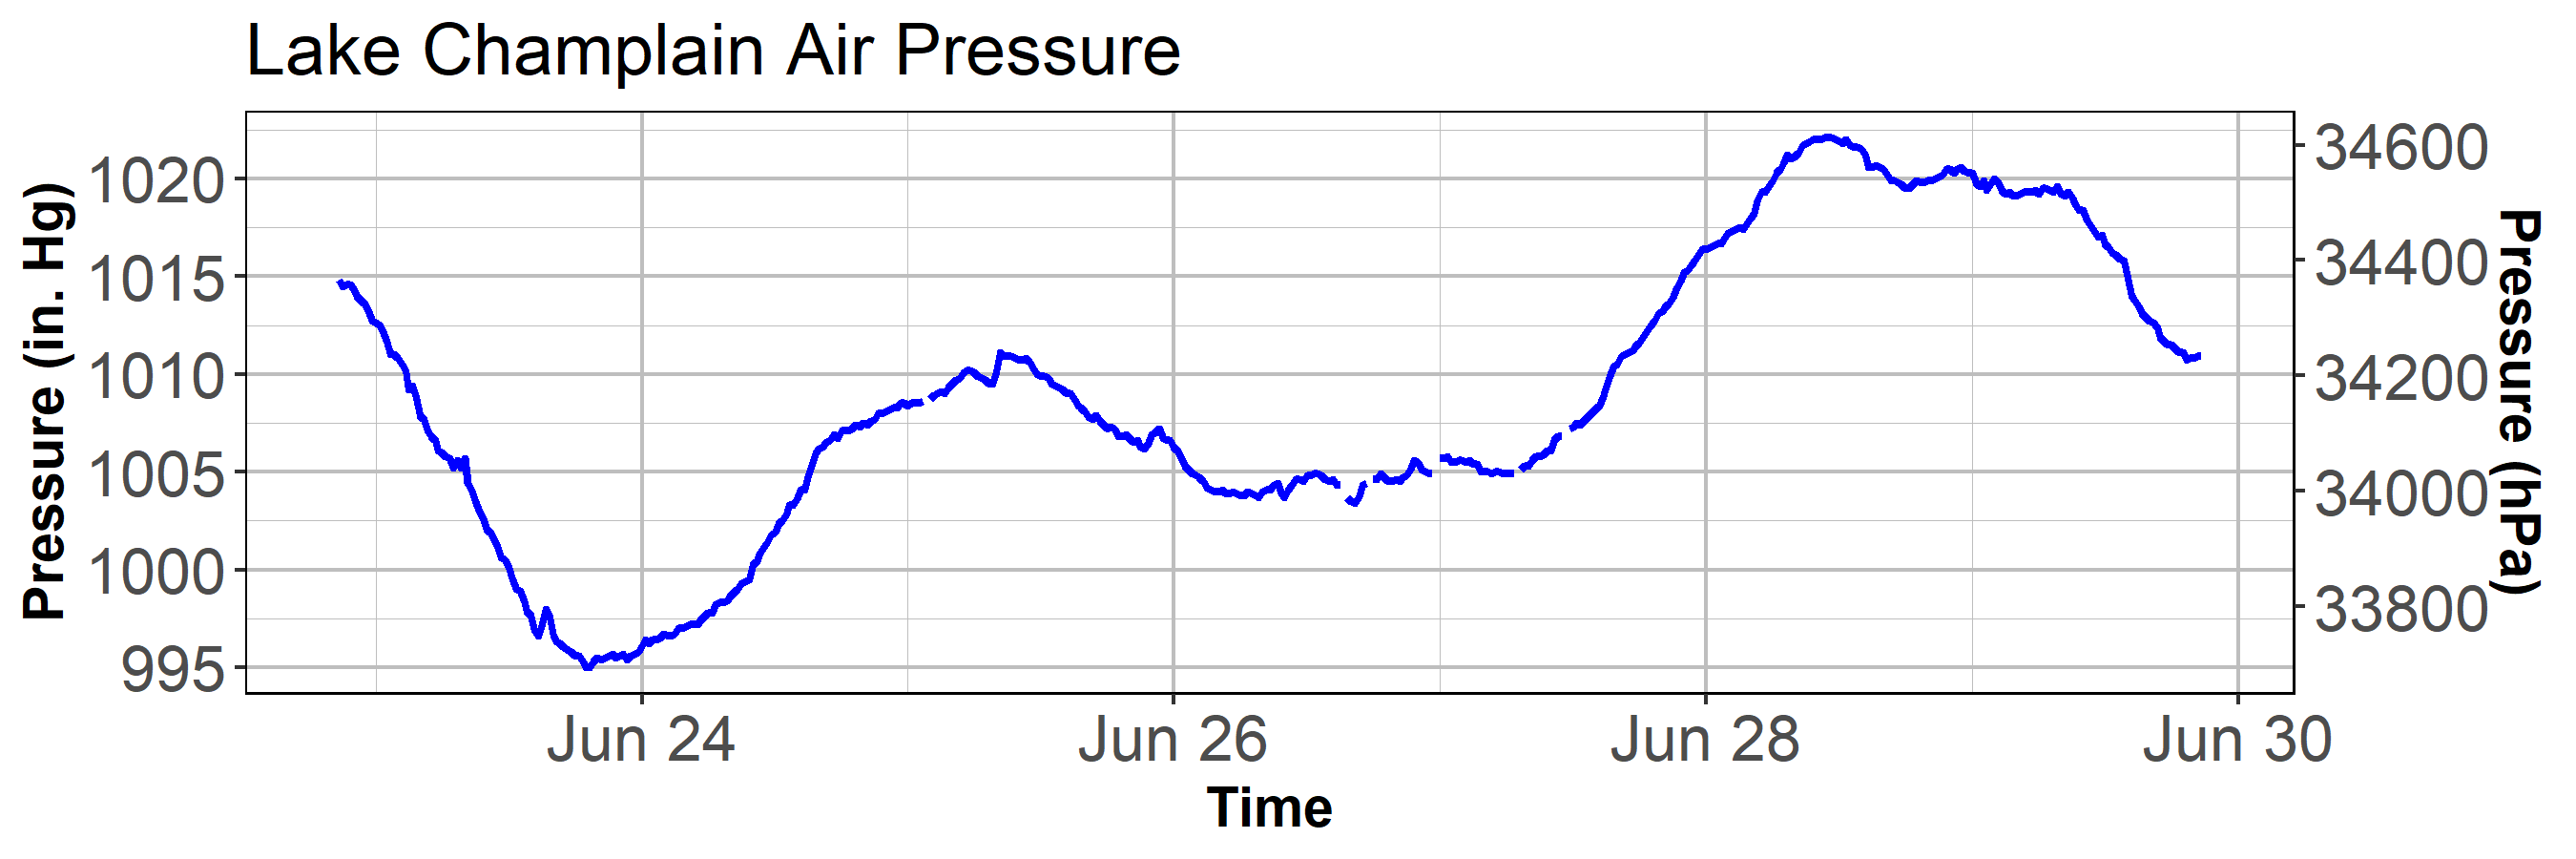 Lake Champlain Air Pressure
Pressure (in. Hg)
1020
1015
1010
1005
1000
995
34600
34400
34200
34000
33800
Pressure (hPa)
Jun 24
Jun 26
Jun 28
Jun 30
Time